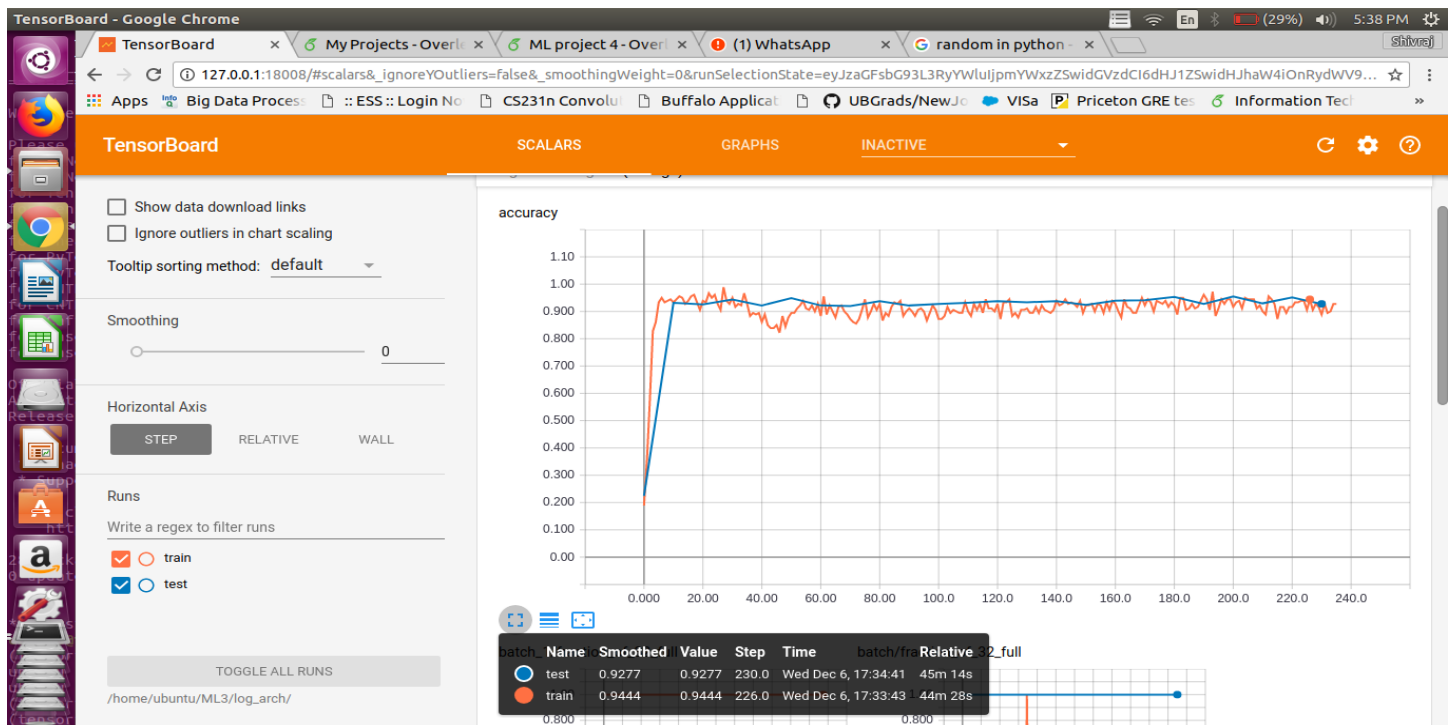 TensorBoard - Google Chrome
En
(29%)
5:38 PM
TensorBoard
My Projects - Overle
ML project 4 - Overl
(1) WhatsApp
random in python -
Shivraj
127.0.0.1:18008/#scalars&_ignoreYOutliers=false&_smoothingWeight=0&runSelectionState=eyJzaGFsbG93L3RyYWluIjpmYWxzZSwidGVzdCI6dHJ1ZSwidHJhaW4iOnRydWV9...
Apps
Big Data Process
:: ESS :: Login No
CS231n Convolut
Buffalo Applicat
UBGrads/NewJo
VISa
Priceton GRE tes
Information Tech
»
TensorBoard
SCALARS
GRAPHS
INACTIVE
Show data download links
Ignore outliers in chart scaling
Tooltip sorting method: default
Smoothing
0
Horizontal Axis
STEP
RELATIVE
WALL
Runs
Write a regex to filter runs
train
test
TOGGLE ALL RUNS
/home/ubuntu/ML3/log_arch/
accuracy
1.10
1.00
0.900
0.800
0.700
0.600
0.500
0.400
0.300
0.200
0.100
0.00
0.000 20.00 40.00 60.00 80.00 100.0 120.0 140.0 160.0 180.0 200.0 220.0 240.0
Name Smoothed Value Step Time Relative
test 0.9277 0.9277 230.0 Wed Dec 6, 17:34:41 45m 14s
train 0.9444 0.9444 226.0 Wed Dec 6, 17:33:43 44m 28s
32_full
0.800
0.800